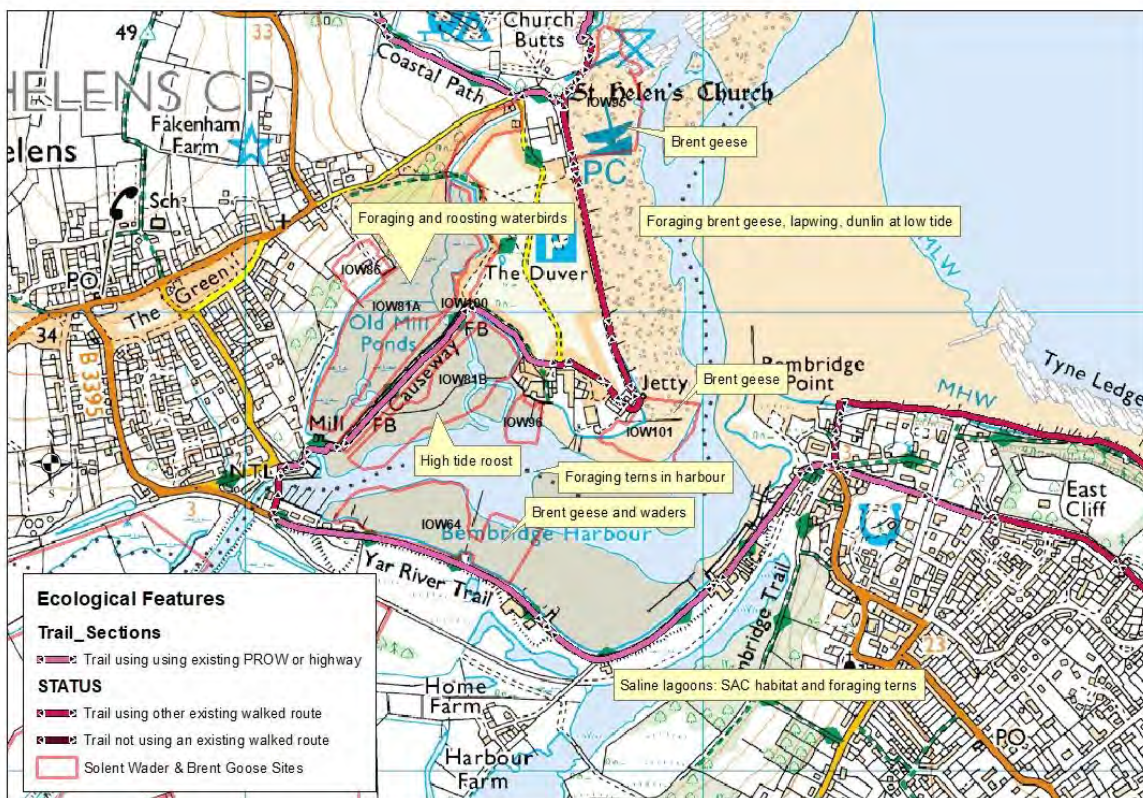 49
33
Church
Butts
Coastal Path
HELENS CP
St Helen's Church
IOW95
Fakenham
Farm
Brent geese
elens
PC
Sch
Foraging and roosting waterbirds
Foraging brent geese, lapwing, dunlin at low tide
MLW
IOW86
The Duver
PO
The Green
IOW81A
IOW100
FB
Old Mill
Ponds
34
B 3395
Causeway
IOW81B
Jetty
Brent geese
Bembridge
Point
Tyne Ledge
MHW
Mill
FB
IOW96
IOW101
High tide roost
NTL
Foraging terns in harbour
3
3
East
Cliff
IOW64
Brent geese and waders
Bembridge Harbour
Yar River Trail
mbridge Trail
23
Saline lagoons: SAC habitat and foraging terns
Home
Farm
PO
Harbour
Farm
Ecological Features
Trail_Sections
Trail using using existing PROW or highway
STATUS
Trail using other existing walked route
Trail not using an existing walked route
Solent Wader & Brent Goose Sites